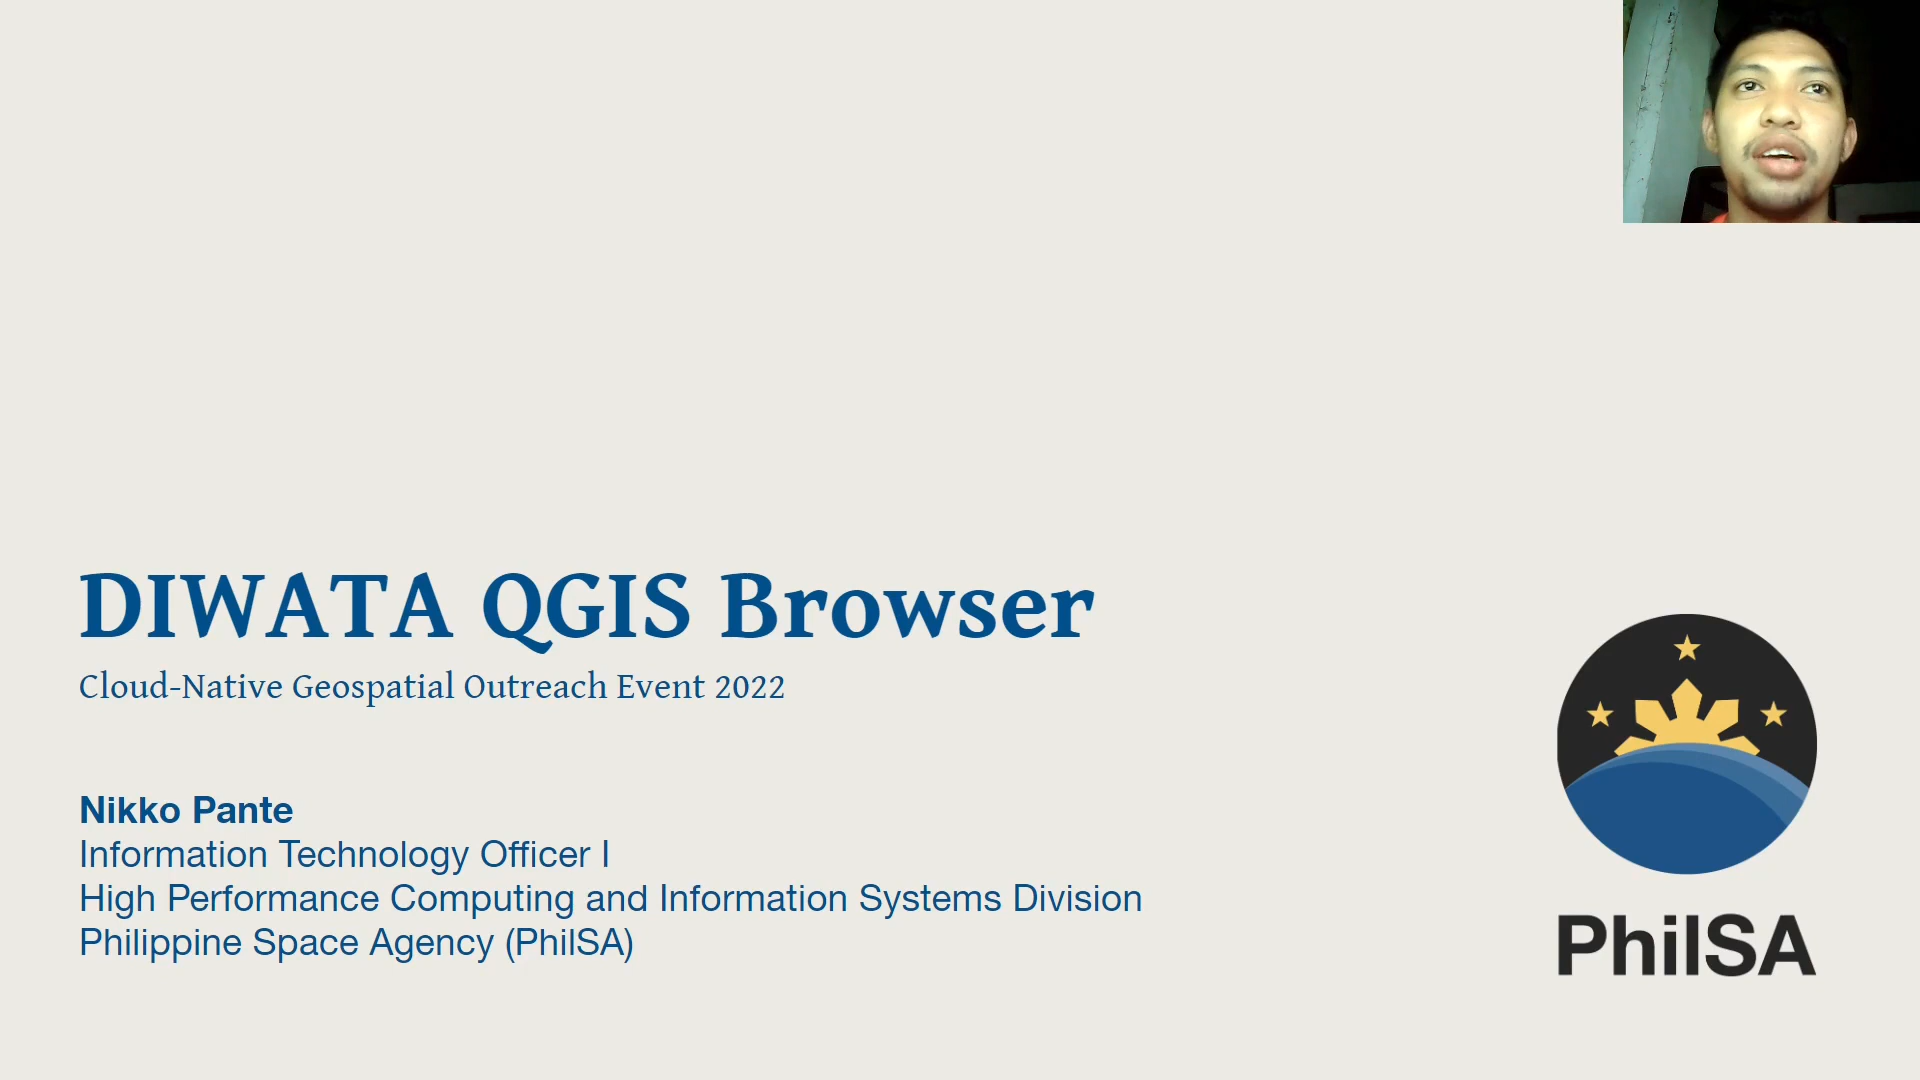 DIWATA QGIS Browser
Cloud-Native Geospatial Outreach Event 2022
Nikko Pante
Information Technology Officer I
High Performance Computing and Information Systems Division
Philippine Space Agency (PhilSA)
PhilSA